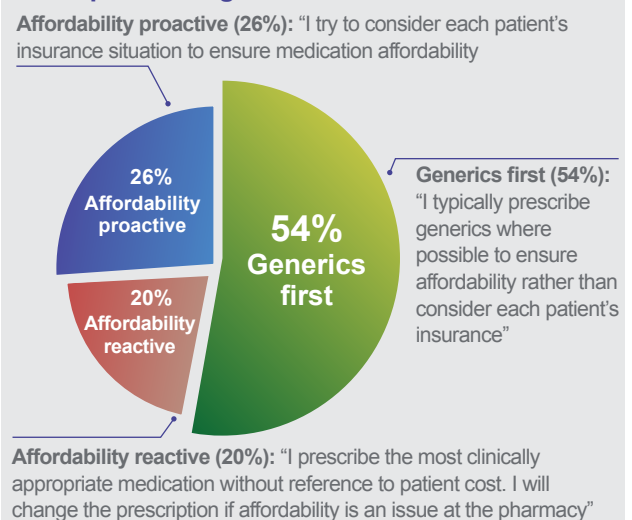 Affordability proactive (26%): “I try to consider each patient’s
insurance situation to ensure medication affordability
26%
Affordability
proactive
54%
Generics
first
Generics first (54%):
“I typically prescribe
generics where
possible to ensure
affordability rather than
consider each patient’s
insurance”
20%
Affordability
reactive
Affordability reactive (20%): “I prescribe the most clinically
appropriate medication without reference to patient cost. I will
change the prescription if affordability is an issue at the pharmacy”